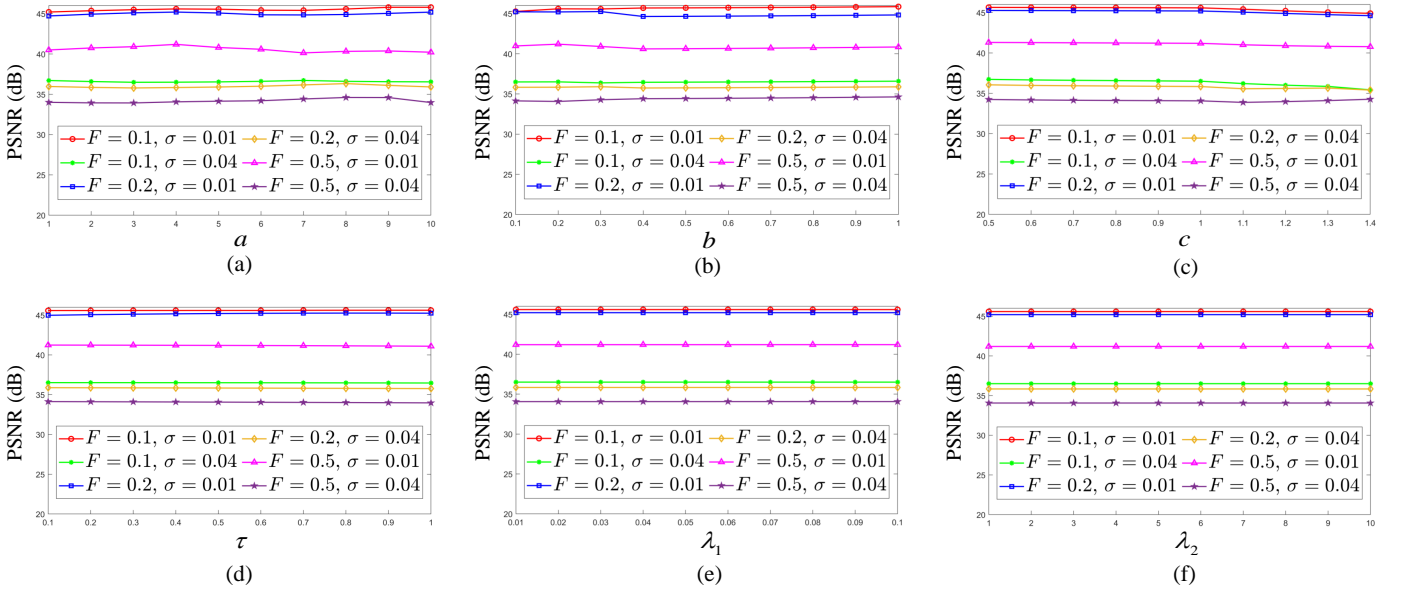 PSNR (dB)
45
40
35
30
25
20
F = 0.1, σ = 0.01 F = 0.2, σ = 0.04
F = 0.1, σ = 0.04 F = 0.5, σ = 0.01
F = 0.2, σ = 0.01 F = 0.5, σ = 0.04
1 2 3 4 5 6 7 8 9 10
a
(a)
PSNR (dB)
45
40
35
30
25
20
F = 0.1, σ = 0.01 F = 0.2, σ = 0.04
F = 0.1, σ = 0.04 F = 0.5, σ = 0.01
F = 0.2, σ = 0.01 F = 0.5, σ = 0.04
0.1 0.2 0.3 0.4 0.5 0.6 0.7 0.8 0.9 1
b
(b)
PSNR (dB)
45
40
35
30
25
20
F = 0.1, σ = 0.01 F = 0.2, σ = 0.04
F = 0.1, σ = 0.04 F = 0.5, σ = 0.01
F = 0.2, σ = 0.01 F = 0.5, σ = 0.04
0.5 0.6 0.7 0.8 0.9 1 1.1 1.2 1.3 1.4
c
(c)
PSNR (dB)
45
40
35
30
25
20
F = 0.1, σ = 0.01 F = 0.2, σ = 0.04
F = 0.1, σ = 0.04 F = 0.5, σ = 0.01
F = 0.2, σ = 0.01 F = 0.5, σ = 0.04
0.1 0.2 0.3 0.4 0.5 0.6 0.7 0.8 0.9 1
τ
(d)
PSNR (dB)
45
40
35
30
25
20
F = 0.1, σ = 0.01 F = 0.2, σ = 0.04
F = 0.1, σ = 0.04 F = 0.5, σ = 0.01
F = 0.2, σ = 0.01 F = 0.5, σ = 0.04
0.01 0.02 0.03 0.04 0.05 0.06 0.07 0.08 0.09 0.1
λ₁
(e)
PSNR (dB)
45
40
35
30
25
20
F = 0.1, σ = 0.01 F = 0.2, σ = 0.04
F = 0.1, σ = 0.04 F = 0.5, σ = 0.01
F = 0.2, σ = 0.01 F = 0.5, σ = 0.04
1 2 3 4 5 6 7 8 9 10
λ₂
(f)